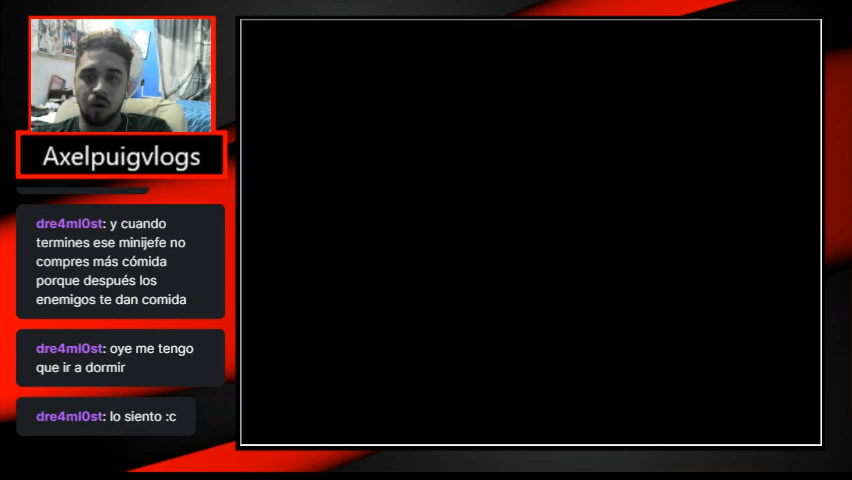 Axelpuigvlogs
dre4ml0st: y cuando
termines ese minijefe no
compres más cómida
porque después los
enemigos te dan comida
dre4ml0st: oye me tengo
que ir a dormir
dre4ml0st: lo siento :c